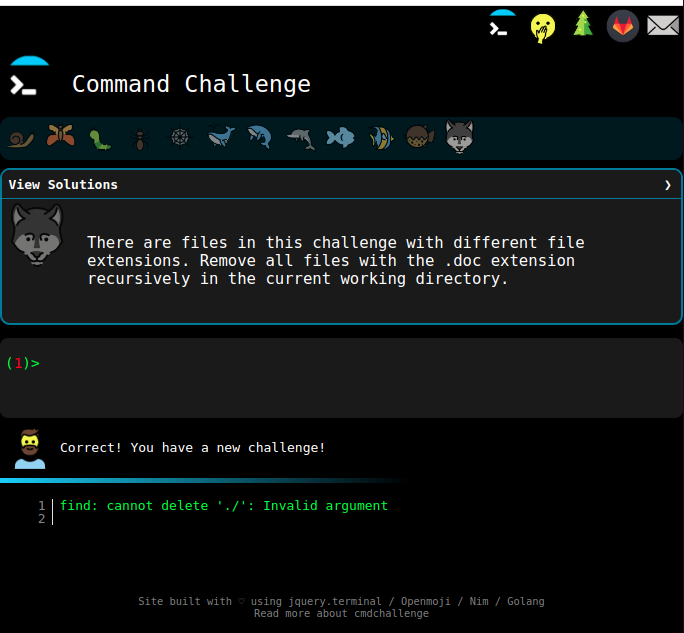 Command Challenge
View Solutions
There are files in this challenge with different file
extensions. Remove all files with the .doc extension
recursively in the current working directory.
(1)>
Correct! You have a new challenge!
1 find: cannot delete './': Invalid argument
2
Site built with ♡ using jquery.terminal / Openmoji / Nim / Golang
Read more about cmdchallenge